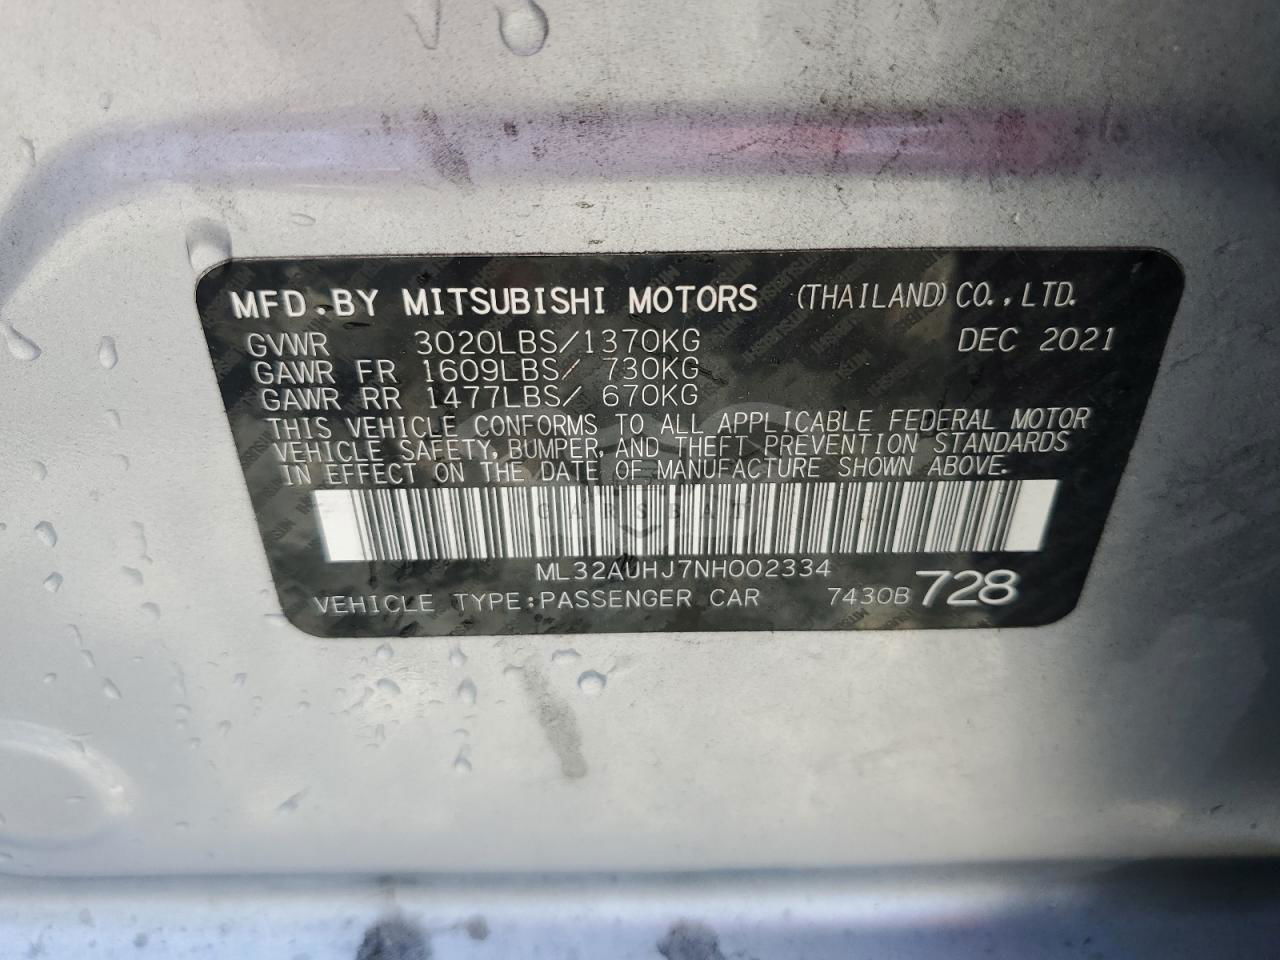 MFD.BY MITSUBISHI MOTORS (THAILAND) CO.,LTD.
GVWR 3020LBS/1370KG DEC 2021
GAWR FR 1609LBS/ 730KG
GAWR RR 1477LBS/ 670KG
THIS VEHICLE CONFORMS TO ALL APPLICABLE FEDERAL MOTOR
VEHICLE SAFETY, BUMPER, AND THEFT PREVENTION STANDARDS
IN EFFECT ON THE DATE OF MANUFACTURE SHOWN ABOVE.
ML32AUHJ7NH002334
VEHICLE TYPE:PASSENGER CAR 7430B 728